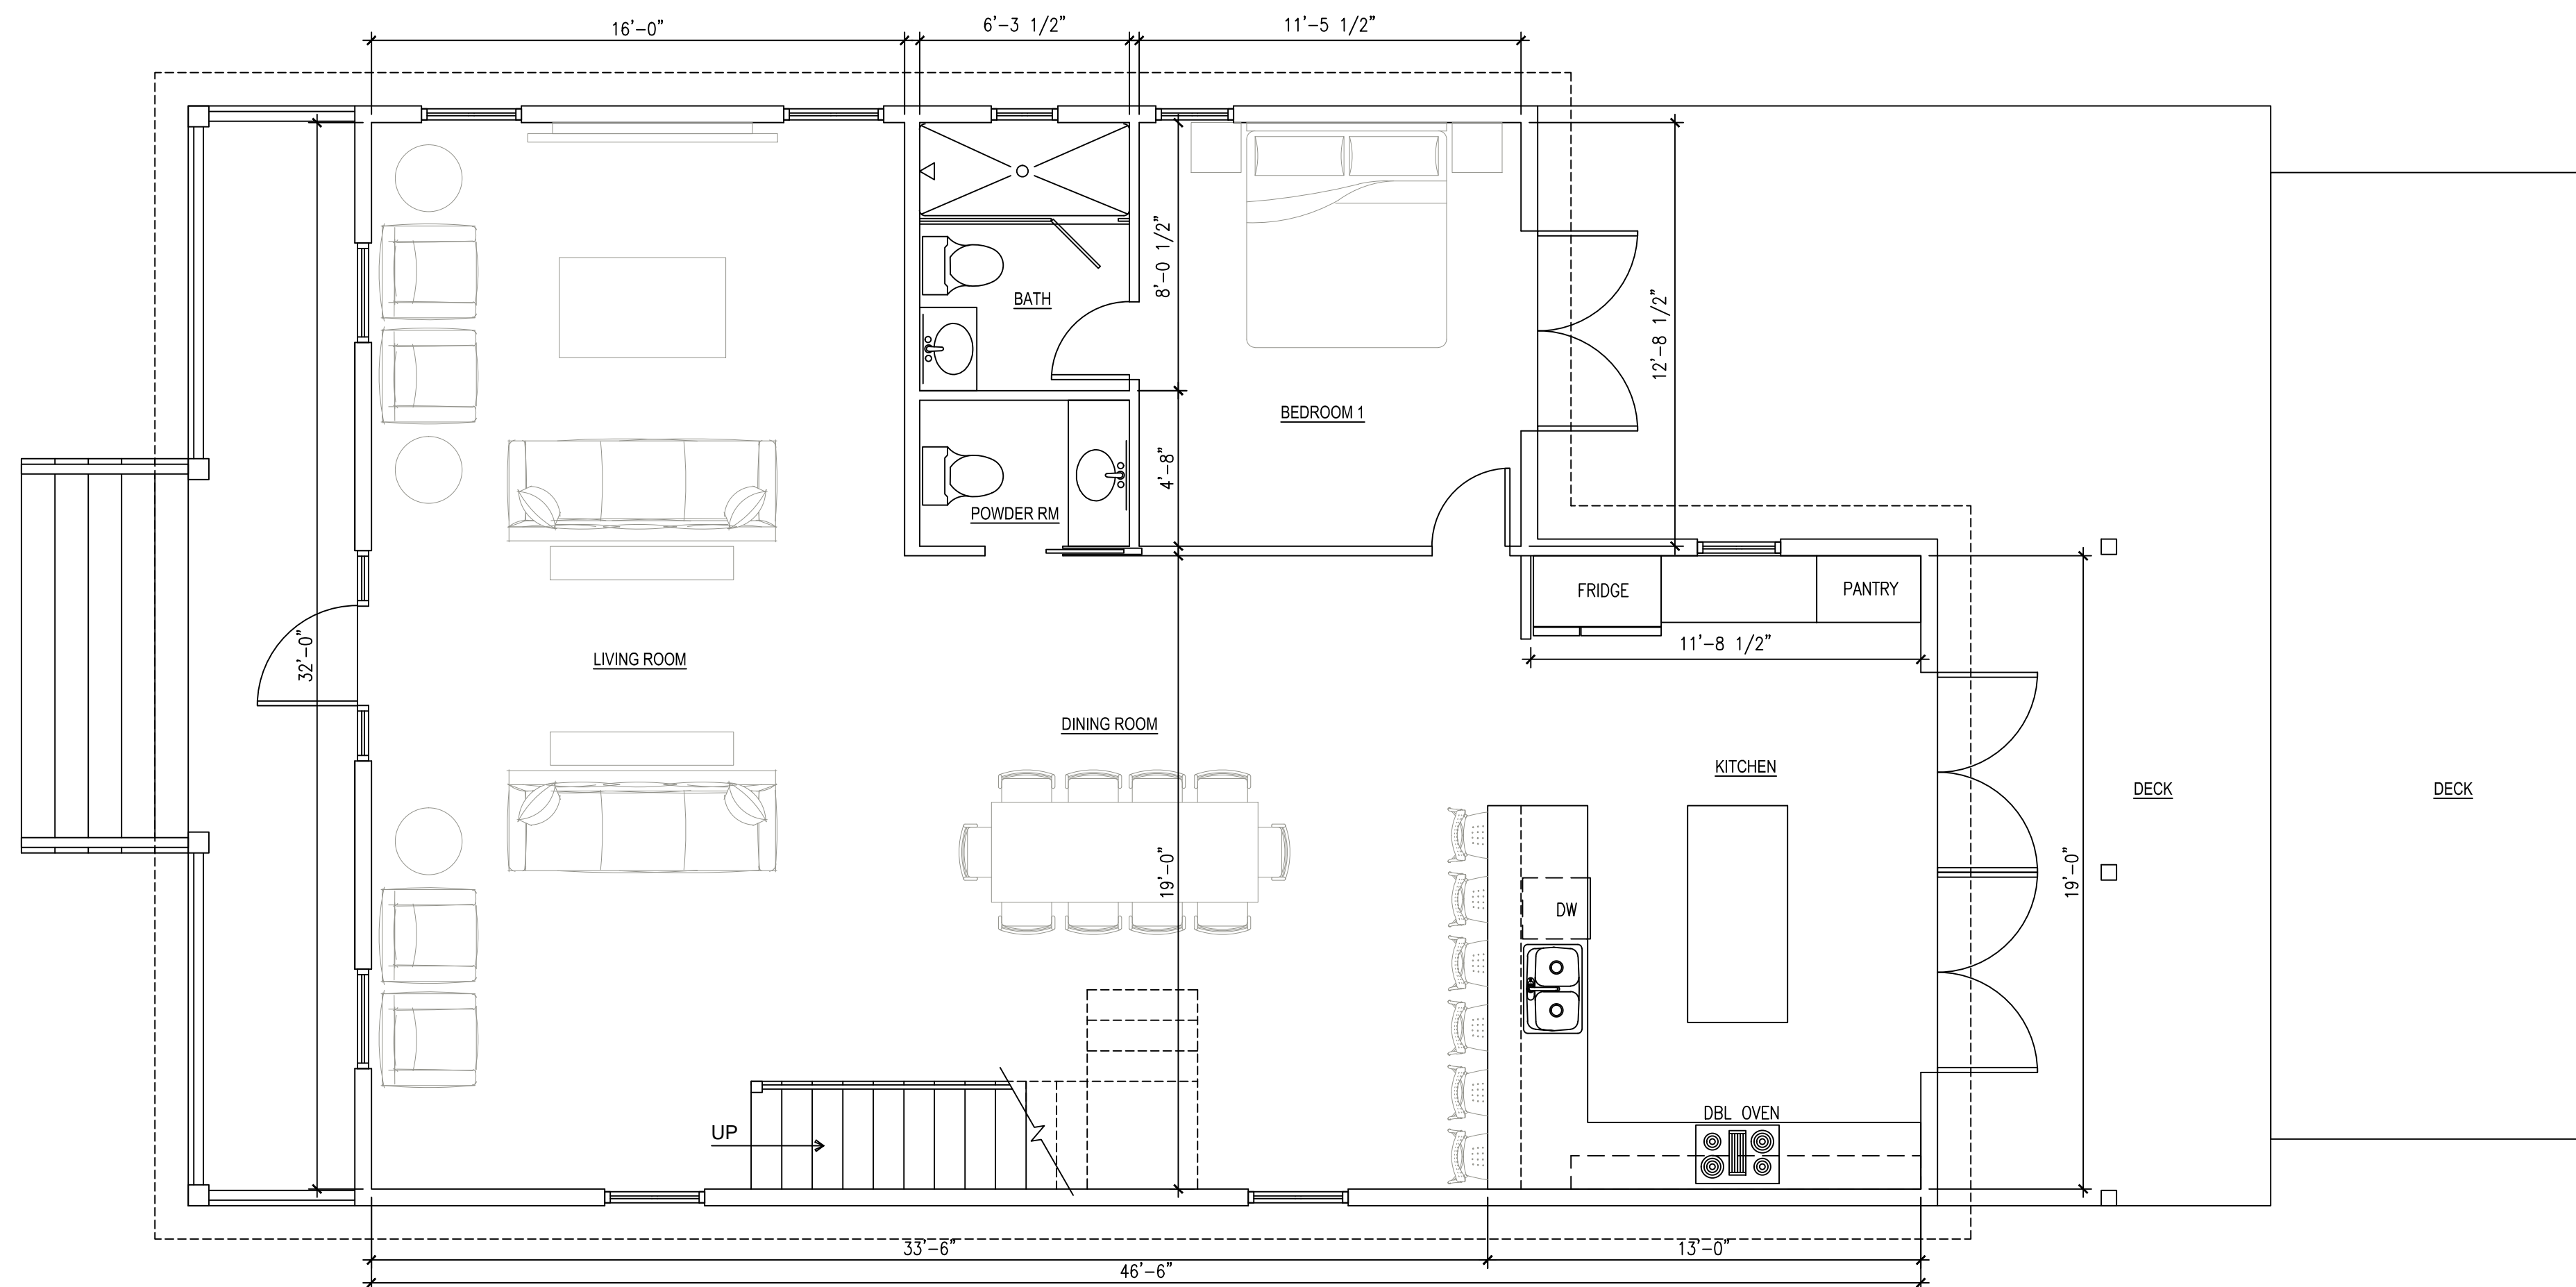 16'-0"
6'-3 1/2"
11'-5 1/2"
8'-0 1/2"
12'-8 1/2"
BATH
BEDROOM 1
4'-8"
POWDER RM
FRIDGE
PANTRY
11'-8 1/2"
32'-0"
LIVING ROOM
DINING ROOM
KITCHEN
DECK
DECK
19'-0"
19'-0"
DW
DBL OVEN
UP
33'-6"
13'-0"
46'-6"